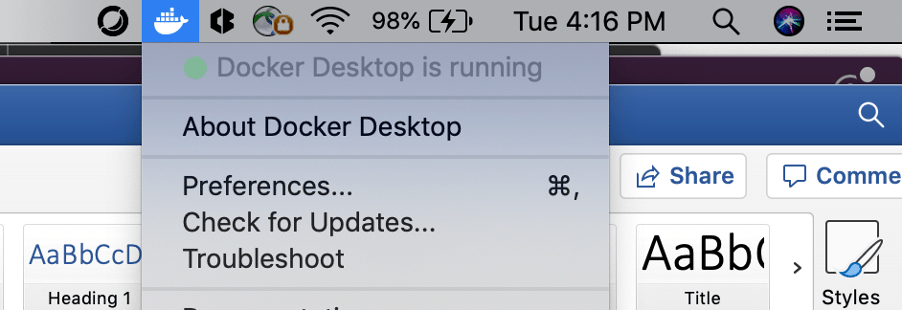 98% Tue 4:16 PM
Docker Desktop is running
About Docker Desktop
Preferences... ⌘,
Check for Updates...
Troubleshoot
Share
Comme
AaBbCcD
Heading 1
AaBb
Title
Styles